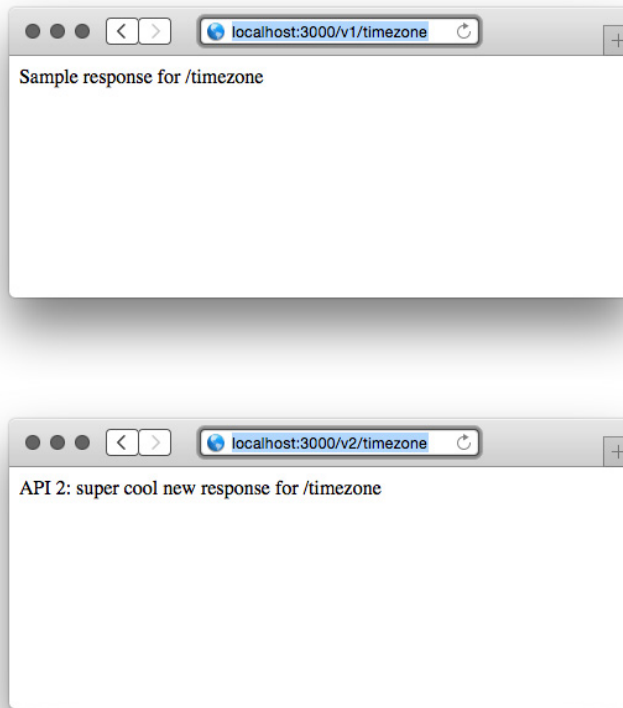 localhost:3000/v1/timezone
Sample response for /timezone
localhost:3000/v2/timezone
API 2: super cool new response for /timezone